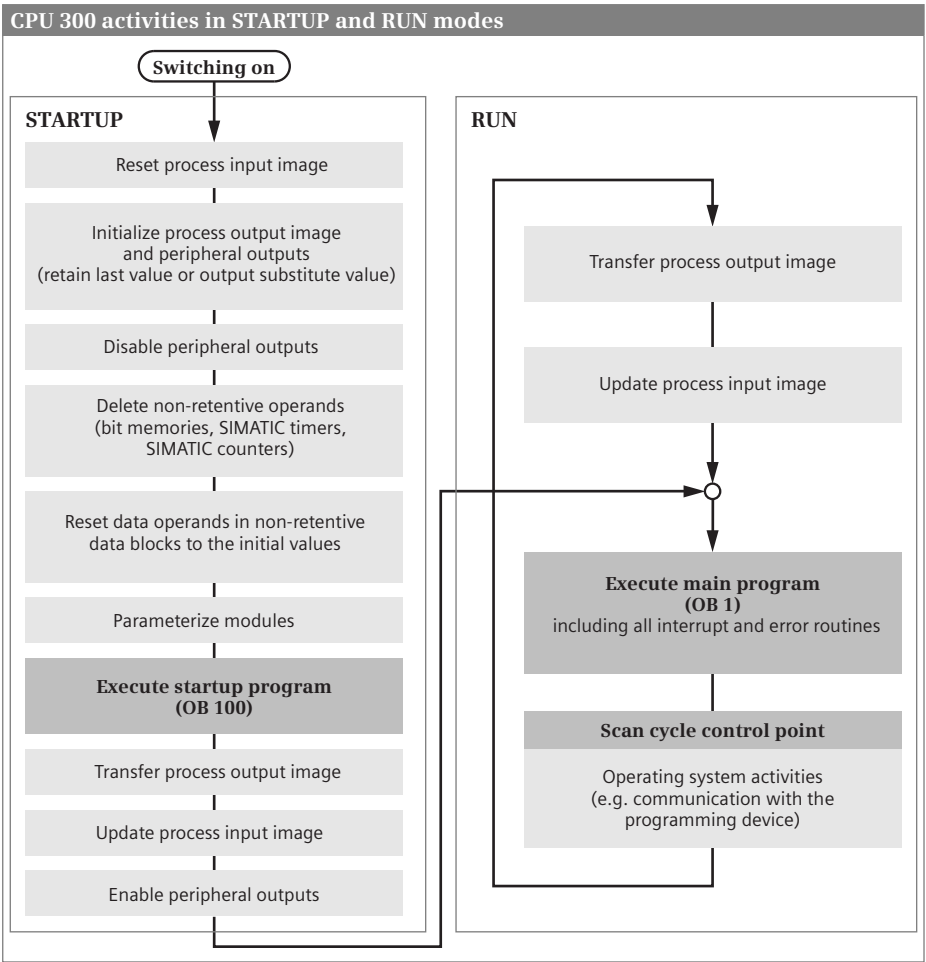 CPU 300 activities in STARTUP and RUN modes
Switching on
STARTUP
Reset process input image
Initialize process output image
and peripheral outputs
(retain last value or output substitute value)
Disable peripheral outputs
Delete non-retentive operands
(bit memories, SIMATIC timers,
SIMATIC counters)
Reset data operands in non-retentive
data blocks to the initial values
Parameterize modules
Execute startup program
(OB 100)
Transfer process output image
Update process input image
Enable peripheral outputs
RUN
Transfer process output image
Update process input image
Execute main program
(OB 1)
including all interrupt and error routines
Scan cycle control point
Operating system activities
(e.g. communication with the
programming device)